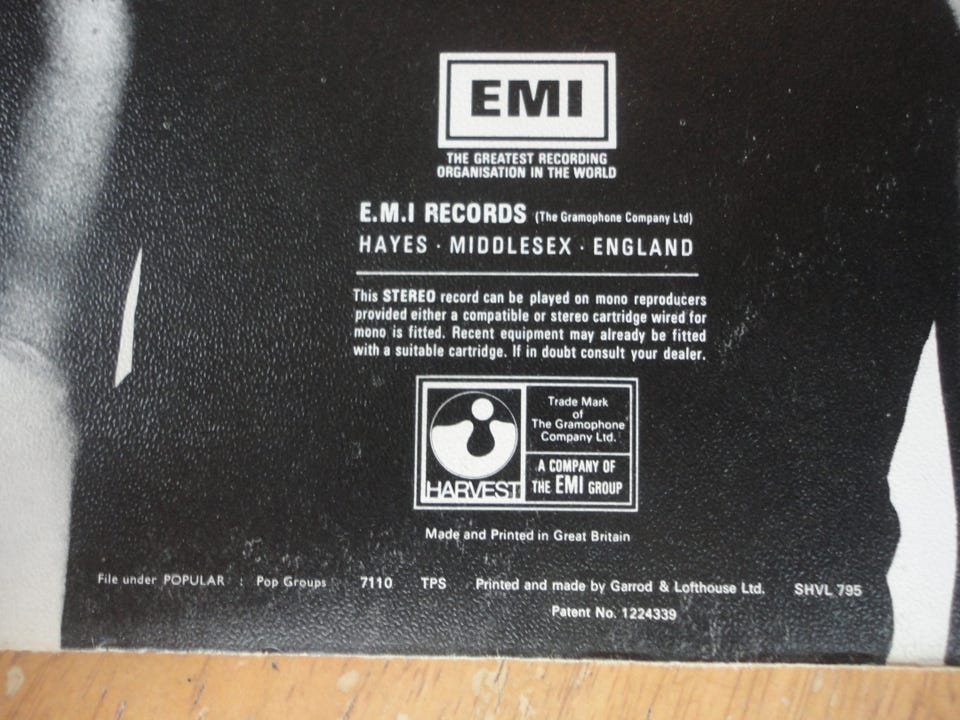 EMI
THE GREATEST RECORDING
ORGANISATION IN THE WORLD
E.M.I RECORDS (The Gramophone Company Ltd)
HAYES · MIDDLESEX · ENGLAND
This STEREO record can be played on mono reproducers
provided either a compatible or stereo cartridge wired for
mono is fitted. Recent equipment may already be fitted
with a suitable cartridge. If in doubt consult your dealer.
HARVEST
Trade Mark
of
The Gramophone
Company Ltd.
A COMPANY OF
THE EMI GROUP
Made and Printed in Great Britain
File under POPULAR : Pop Groups 7110 TPS Printed and made by Garrod & Lofthouse Ltd. SHVL 795
Patent No. 1224339